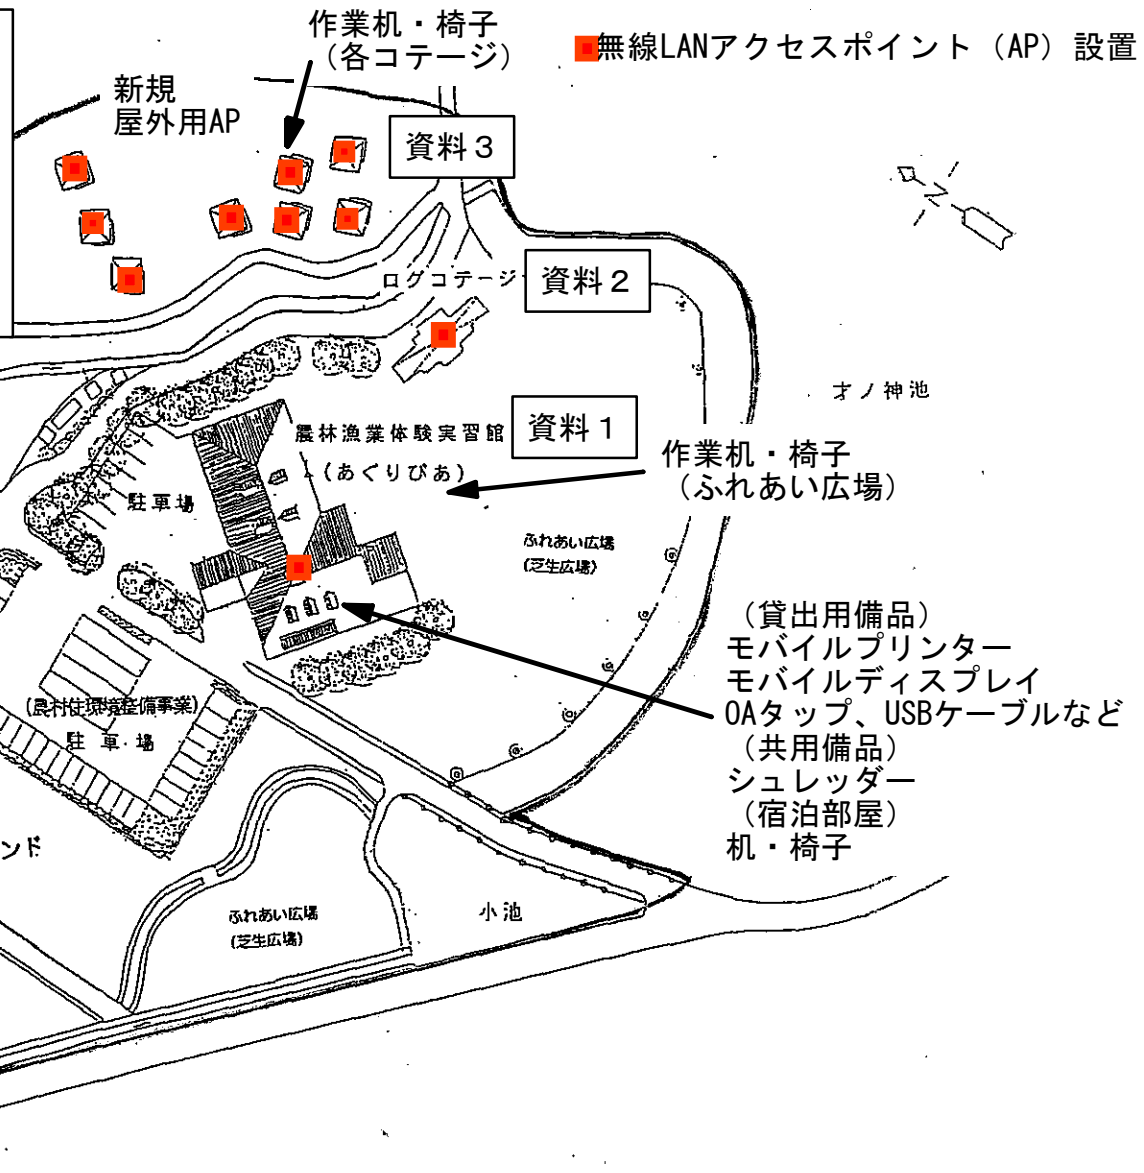 作業机・椅子
（各コテージ）
無線LANアクセスポイント（AP）設置
新規
屋外用AP
資料３
ログコテージ
資料２
才ノ神池
農林漁業体験実習館
(あぐりぴあ)
資料１
作業机・椅子
（ふれあい広場）
駐車場
ふれあい広場
(芝生広場)
（貸出用備品）
モバイルプリンター
モバイルディスプレイ
OAタップ、USBケーブルなど
（共用備品）
シュレッダー
（宿泊部屋）
机・椅子
(農村住環境整備事業)
駐車場
ンド
ふれあい広場
(芝生広場)
小池